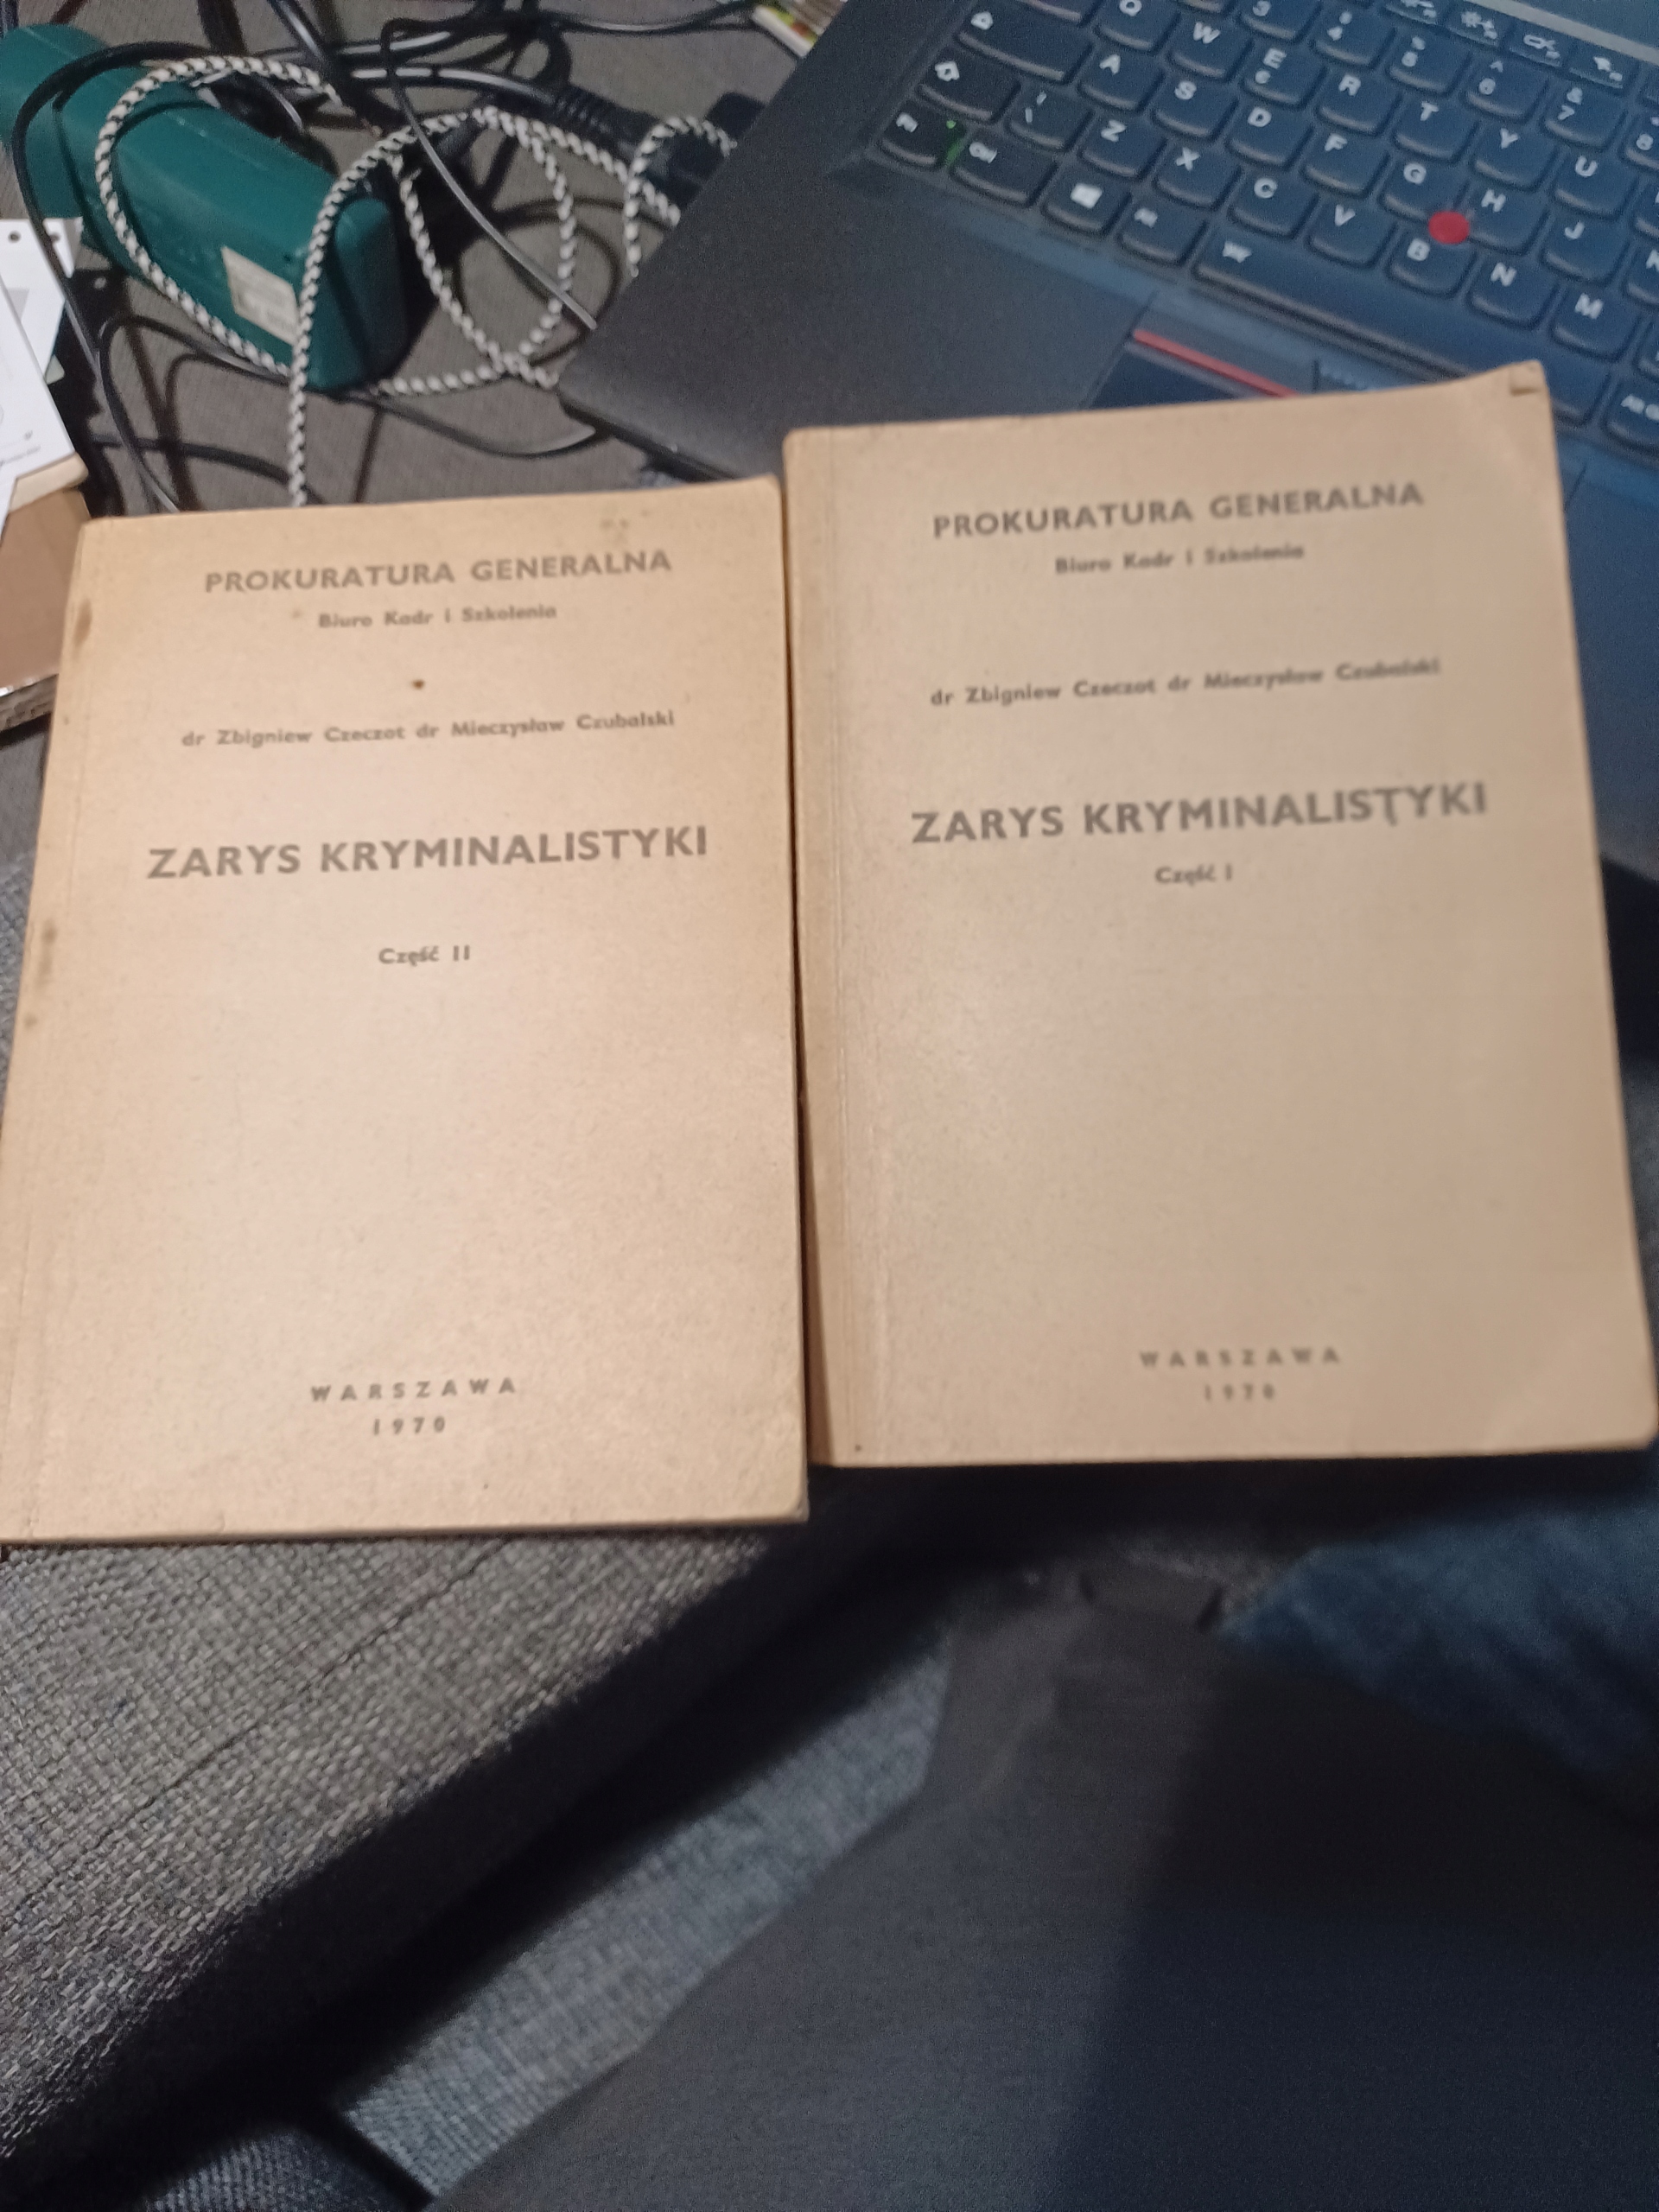 PROKURATURA GENERALNA
Biuro Kadr i Szkolenia
dr Zbigniew Czeczot dr Mieczysław Czubalski
ZARYS KRYMINALISTYKI
Część II
WARSZAWA
1970
PROKURATURA GENERALNA
Biuro Kadr i Szkolenia
dr Zbigniew Czeczot dr Mieczysław Czubalski
ZARYS KRYMINALISTYKI
Część I
WARSZAWA
1970
Q W E R T Y U
A S D F G H J
Z X C V B N M
Ctrl